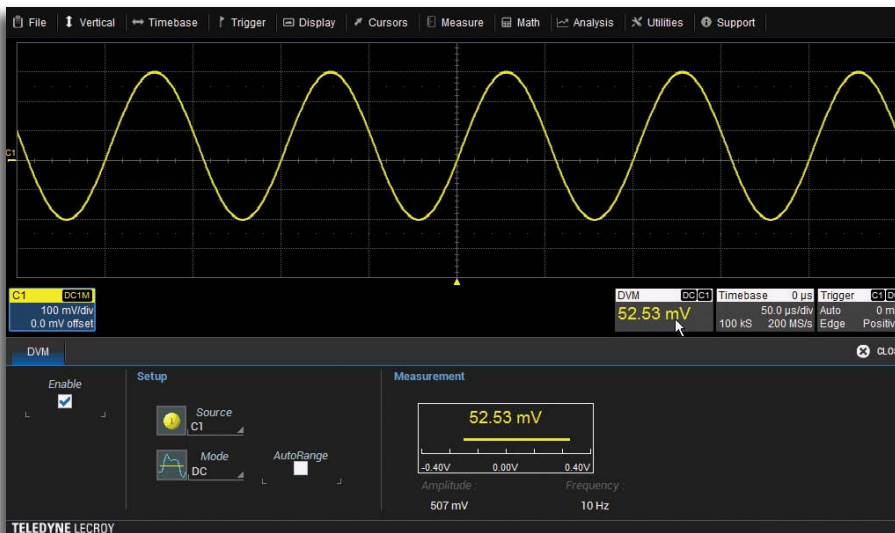 File Vertical Timebase Trigger Display Cursors Measure Math Analysis Utilities Support
C1
C1 DC1M
100 mV/div
0.0 mV offset
DVM DC C1
52.53 mV
Timebase 0 µs
50.0 µs/div
100 kS 200 MS/s
Trigger C1 D
Auto 0 m
Edge Positiv
DVM
CLOS
Enable
Setup
Source
C1
Mode
DC
AutoRange
Measurement
52.53 mV
-0.40V 0.00V 0.40V
Amplitude : Frequency :
507 mV 10 Hz
TELEDYNE LECROY